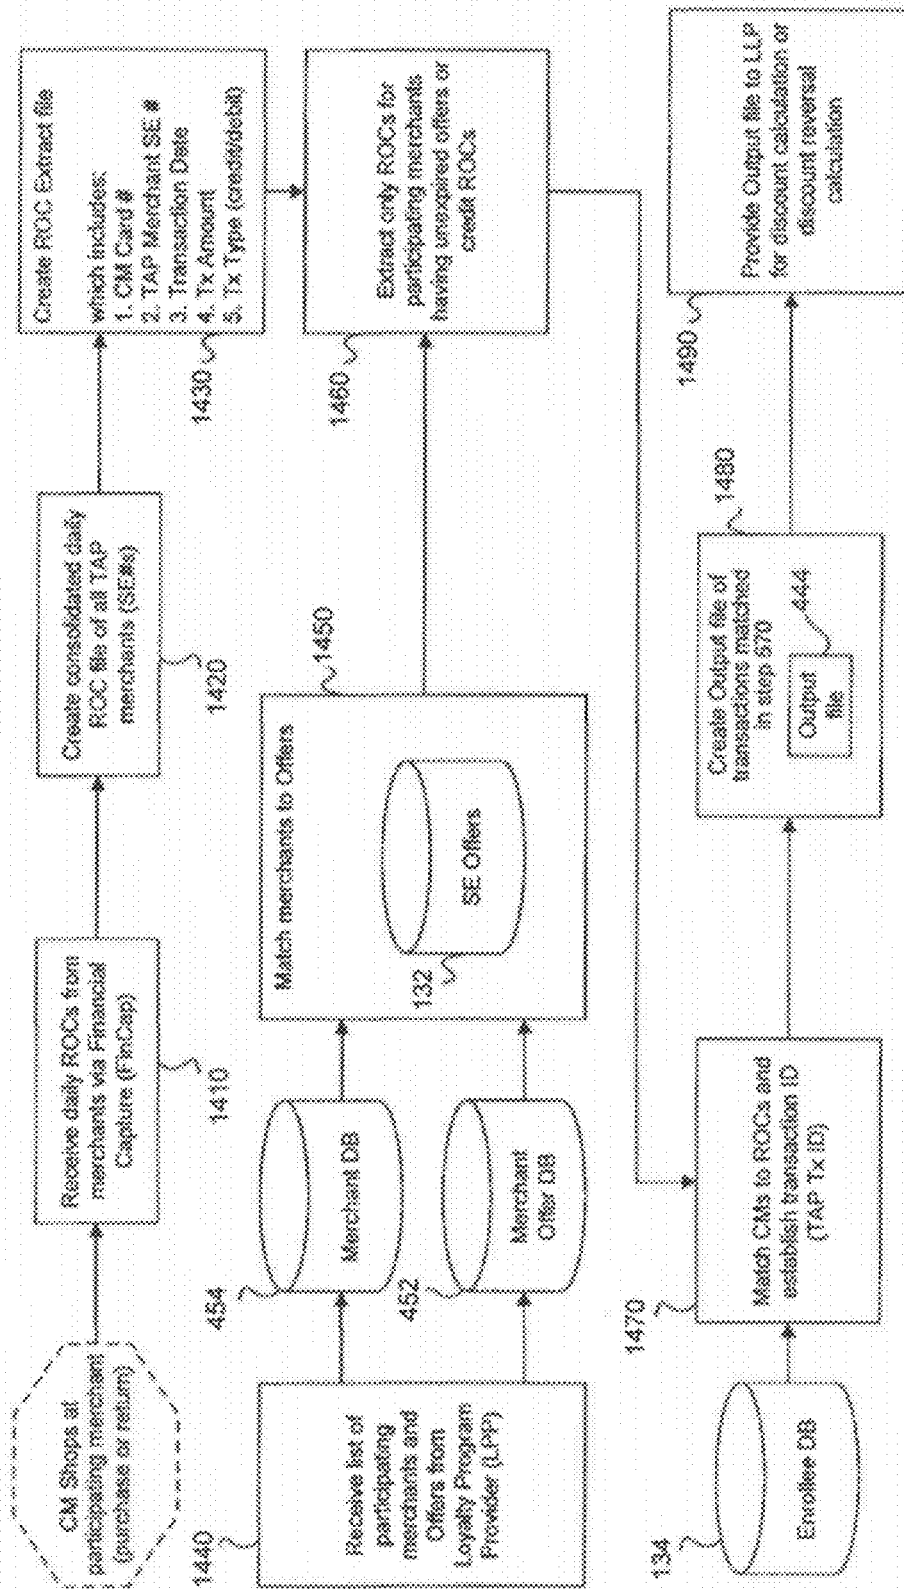 CM Shops at
participating merchant
(purchase or return)
Receive daily ROCs from
merchants via Financial
Capture (FinCap)
1410
Create consolidated daily
ROC file of all TAP
merchants (SE#s)
1420
Create ROC Extract file
which includes:
1. CM Card #
2. TAP Merchant SE #
3. Transaction Date
4. Tx Amount
5. Tx Type (credit/debit)
1430
1440
Receive list of
participating
merchants and
Offers from
Loyalty Program
Provider (LPP)
454
Merchant DB
452
Merchant
Offer DB
Match merchants to Offers
1450
132
SE Offers
Extract only ROCs for
participating merchants
having unexpired offers or
credit ROCs
1460
134
Enrollee DB
1470
Match CMs to ROCs and
establish transaction ID
(TAP Tx ID)
Create Output file of
transactions matched
in step 670
1480
Output
file
444
1490
Provide Output file to LLP
for discount calculation or
discount reversal
calculation